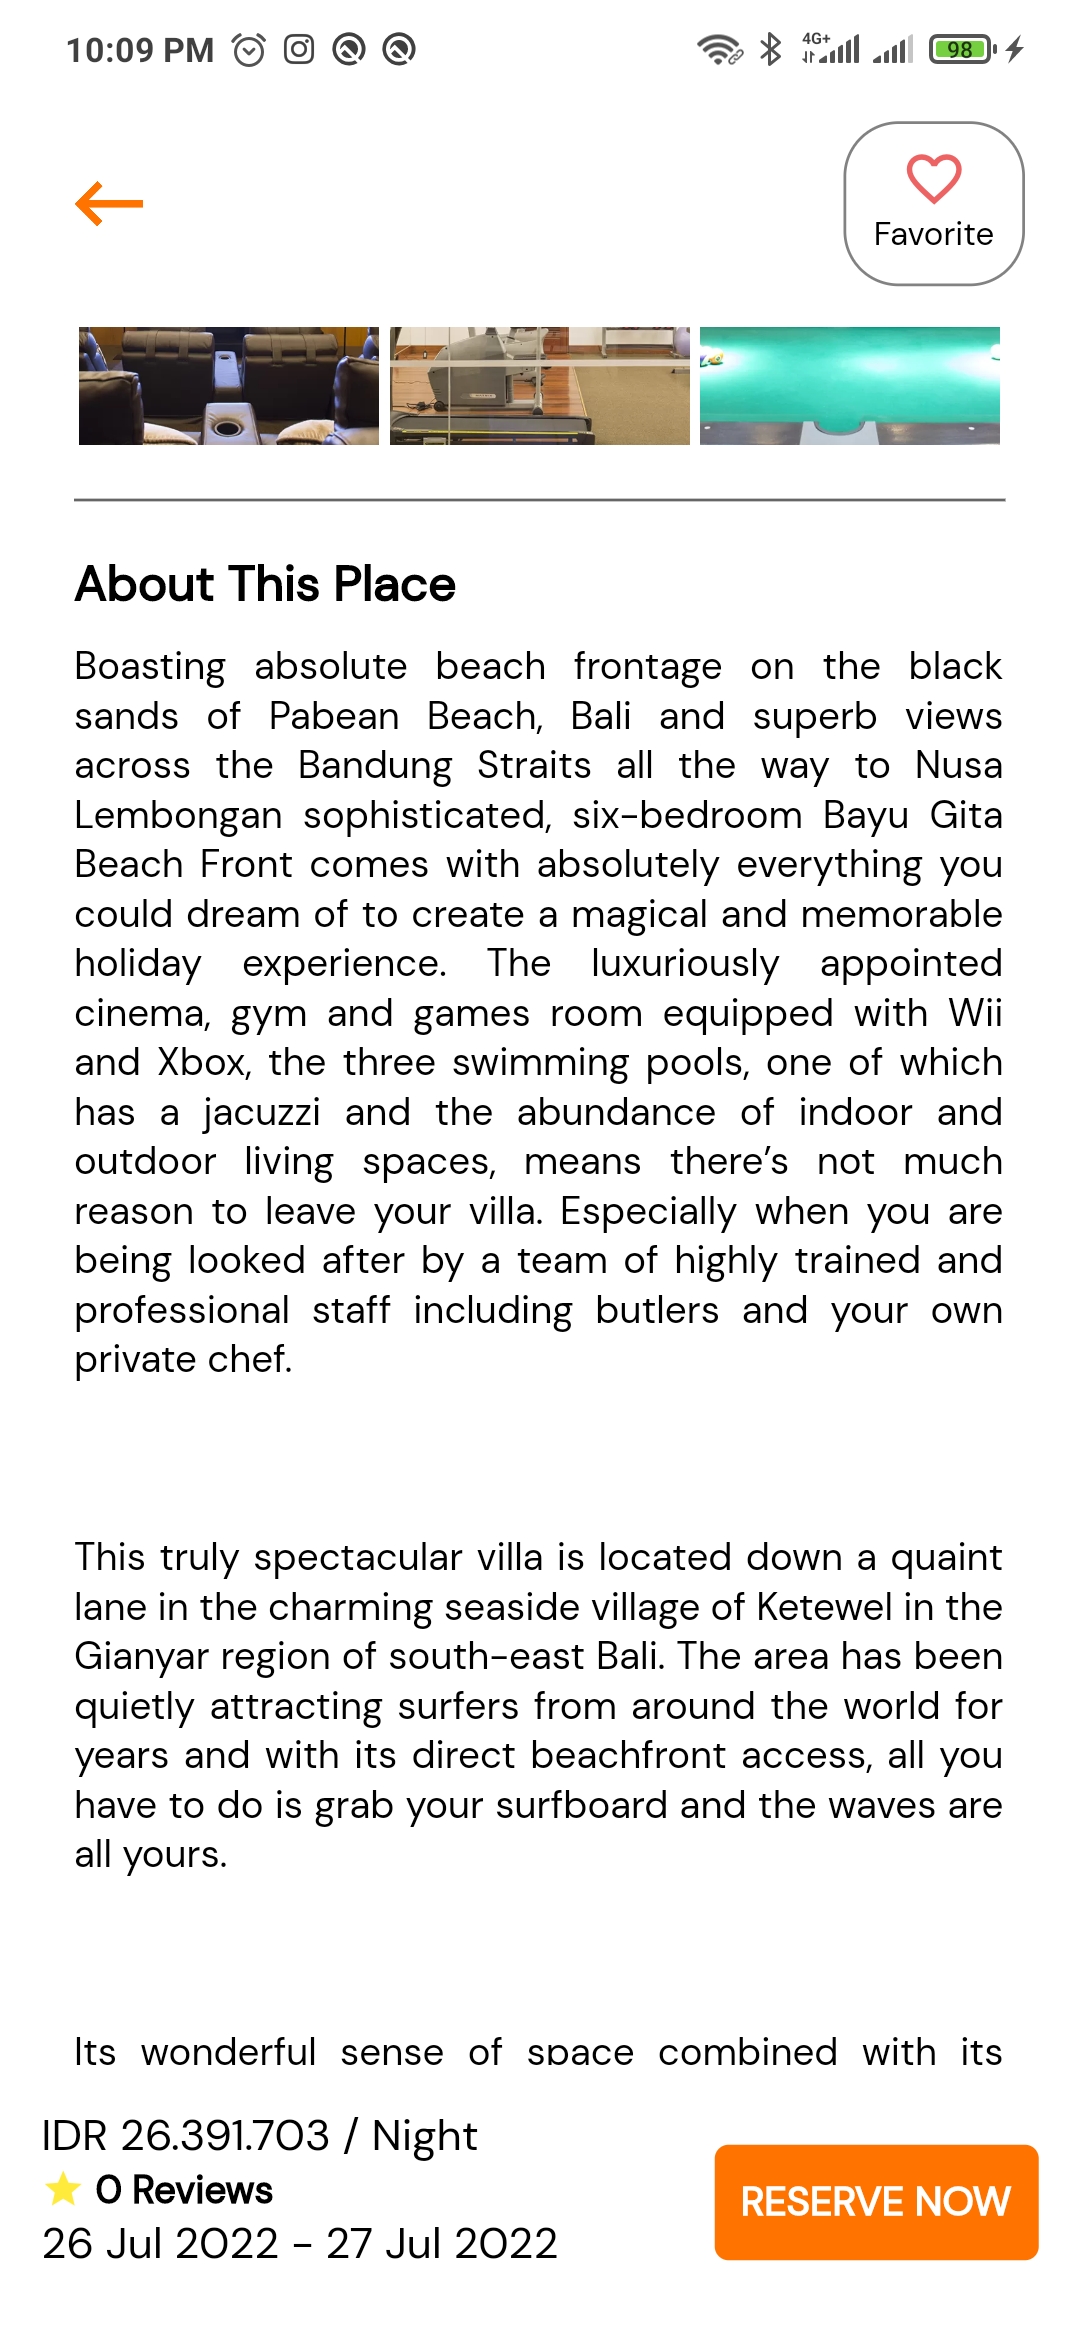 10:09 PM
4G+
98
Favorite
About This Place
Boasting absolute beach frontage on the black
sands of Pabean Beach, Bali and superb views
across the Bandung Straits all the way to Nusa
Lembongan sophisticated, six-bedroom Bayu Gita
Beach Front comes with absolutely everything you
could dream of to create a magical and memorable
holiday experience. The luxuriously appointed
cinema, gym and games room equipped with Wii
and Xbox, the three swimming pools, one of which
has a jacuzzi and the abundance of indoor and
outdoor living spaces, means there’s not much
reason to leave your villa. Especially when you are
being looked after by a team of highly trained and
professional staff including butlers and your own
private chef.
This truly spectacular villa is located down a quaint
lane in the charming seaside village of Ketewel in the
Gianyar region of south-east Bali. The area has been
quietly attracting surfers from around the world for
years and with its direct beachfront access, all you
have to do is grab your surfboard and the waves are
all yours.
Its wonderful sense of space combined with its
IDR 26.391.703 / Night
0 Reviews
26 Jul 2022 - 27 Jul 2022
RESERVE NOW